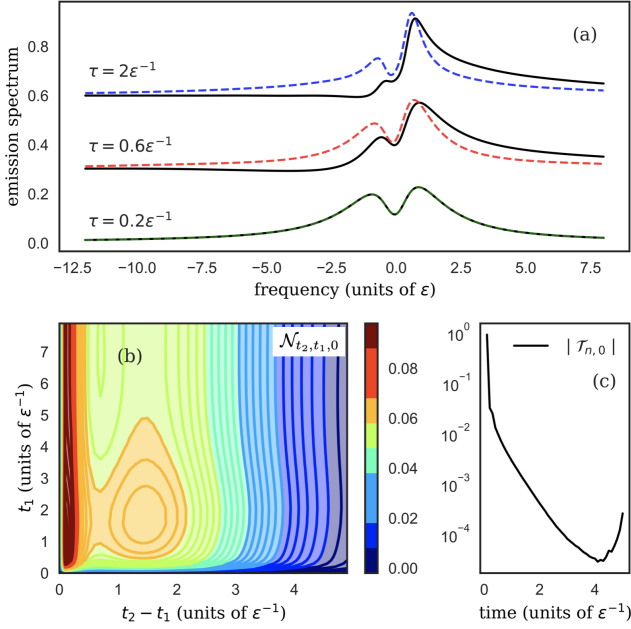 (a)
emission spectrum
0.8
0.6
0.4
0.2
0.0
τ = 2ε⁻¹
τ = 0.6ε⁻¹
τ = 0.2ε⁻¹
−12.5 −10.0 −7.5 −5.0 −2.5 0.0 2.5 5.0 7.5
frequency (units of ε)
(b)
𝒩t₂,t₁,0
t₁ (units of ε⁻¹)
7
6
5
4
3
2
1
0
0 1 2 3 4
t₂ − t₁ (units of ε⁻¹)
0.08
0.06
0.04
0.02
0.00
| 𝒯n, 0 |
(c)
10⁰
10⁻¹
10⁻²
10⁻³
10⁻⁴
0 2 4
time (units of ε⁻¹)